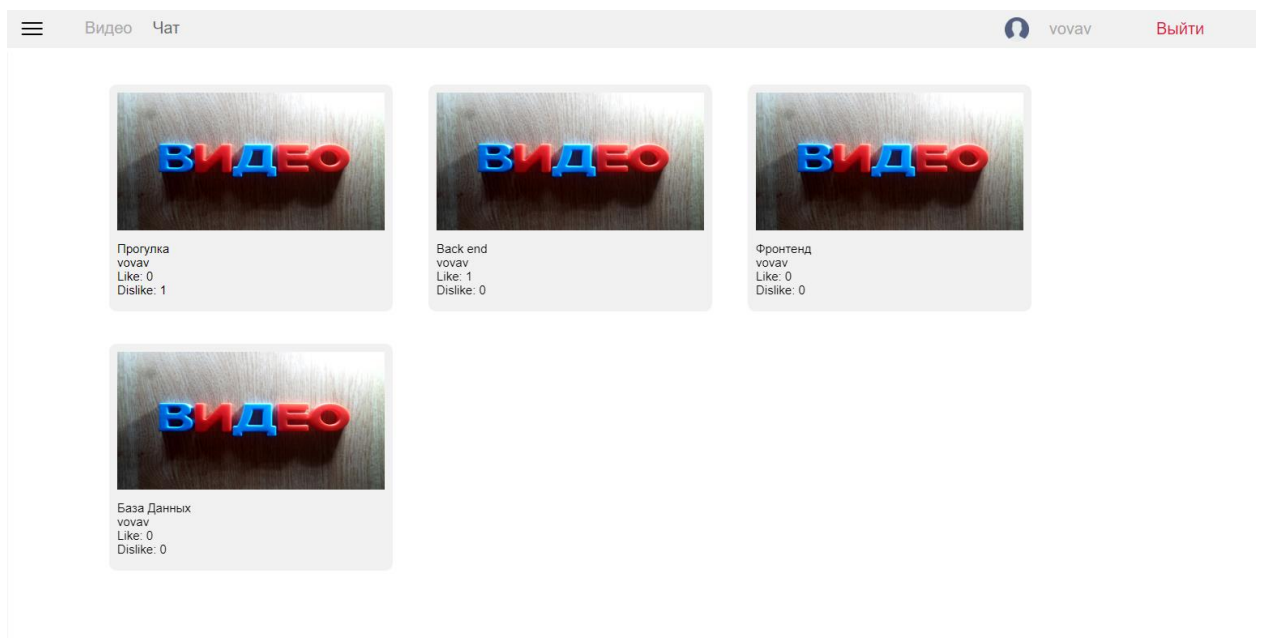 Видео Чат vovav Выйти
ВИДЕО ВИДЕО ВИДЕО
Прогулка
vovav
Like: 0
Dislike: 1
Back end
vovav
Like: 1
Dislike: 0
Фронтенд
vovav
Like: 0
Dislike: 0
ВИДЕО
База Данных
vovav
Like: 0
Dislike: 0